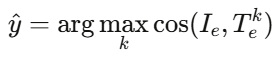 ŷ = arg max_k cos(I_e, T_e^k)